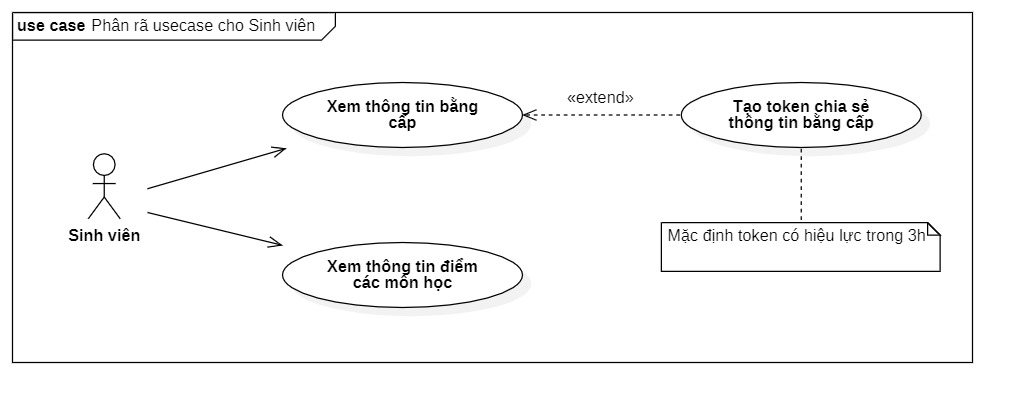 use case Phân rã usecase cho Sinh viên
Xem thông tin bằng
cấp
«extend»
Tạo token chia sẻ
thông tin bằng cấp
Sinh viên
Mặc định token có hiệu lực trong 3h
Xem thông tin điểm
các môn học